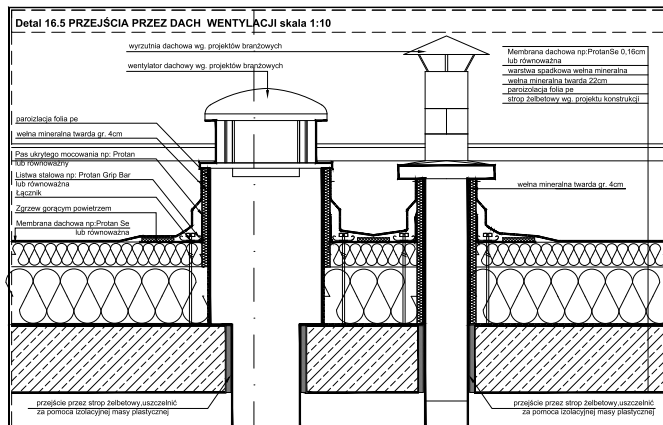 Detal 16.5 PRZEJŚCIA PRZEZ DACH WENTYLACJI skala 1:10
wyrzutnia dachowa wg. projektów branżowych
wentylator dachowy wg. projektów branżowych
Membrana dachowa np:ProtanSe 0,16cm
lub równoważna
warstwa spadkowa wełna mineralna
wełna mineralna twarda 22cm
paroizolacja folia pe
strop żelbetowy wg. projektu konstrukcji
paroizlacja folia pe
wełna mineralna twarda gr. 4cm
Pas ukrytego mocowania np: Protan
lub równoważny
Listwa stalowa np: Protan Grip Bar
lub równoważna
Łącznik
Zgrzew gorącym powietrzem
Membrana dachowa np:Protan Se
lub równoważna
wełna mineralna twarda gr. 4cm
przejście przez strop żelbetowy,uszczelnić
za pomoca izolacyjnej masy plastycznej
przejście przez strop żelbetowy,uszczelnić
za pomoca izolacyjnej masy plastycznej